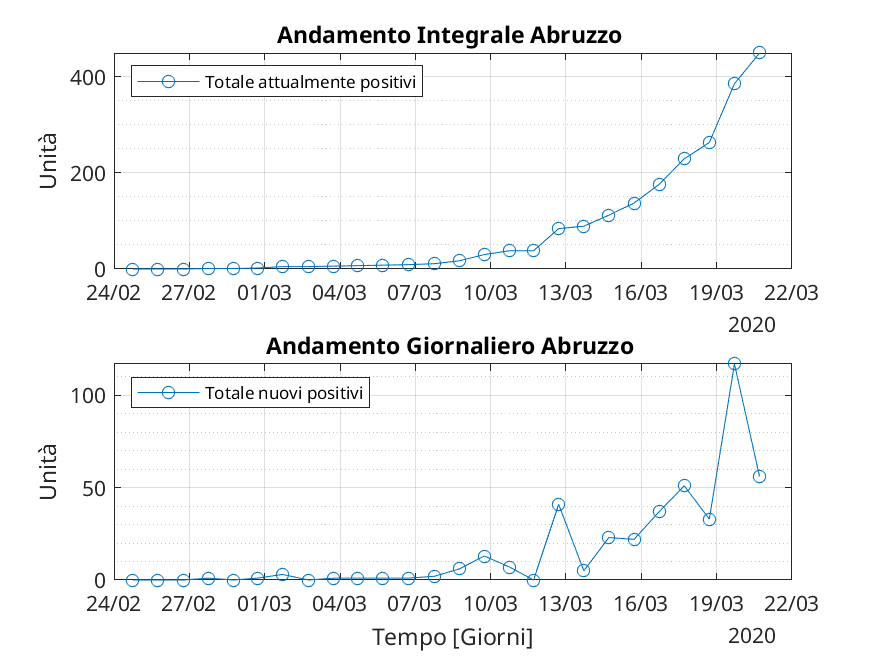 Andamento Integrale Abruzzo
Totale attualmente positivi
Unità
400
200
0
24/02 27/02 01/03 04/03 07/03 10/03 13/03 16/03 19/03 22/03
2020
Andamento Giornaliero Abruzzo
Totale nuovi positivi
Unità
100
50
0
24/02 27/02 01/03 04/03 07/03 10/03 13/03 16/03 19/03 22/03
Tempo [Giorni]
2020